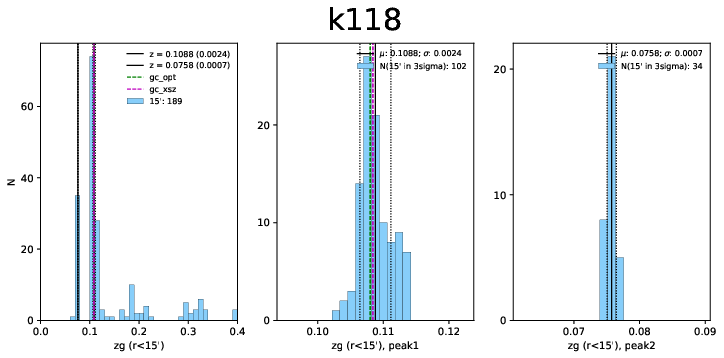 k118
z = 0.1088 (0.0024)
z = 0.0758 (0.0007)
gc_opt
gc_xsz
15': 189
N
0
20
40
60
0.0
0.1
0.2
0.3
0.4
zg (r<15')
μ: 0.1088; σ: 0.0024
N(15' in 3sigma): 102
0
10
20
0.10
0.11
0.12
zg (r<15'), peak1
μ: 0.0758; σ: 0.0007
N(15' in 3sigma): 34
0
10
20
0.07
0.08
0.09
zg (r<15'), peak2